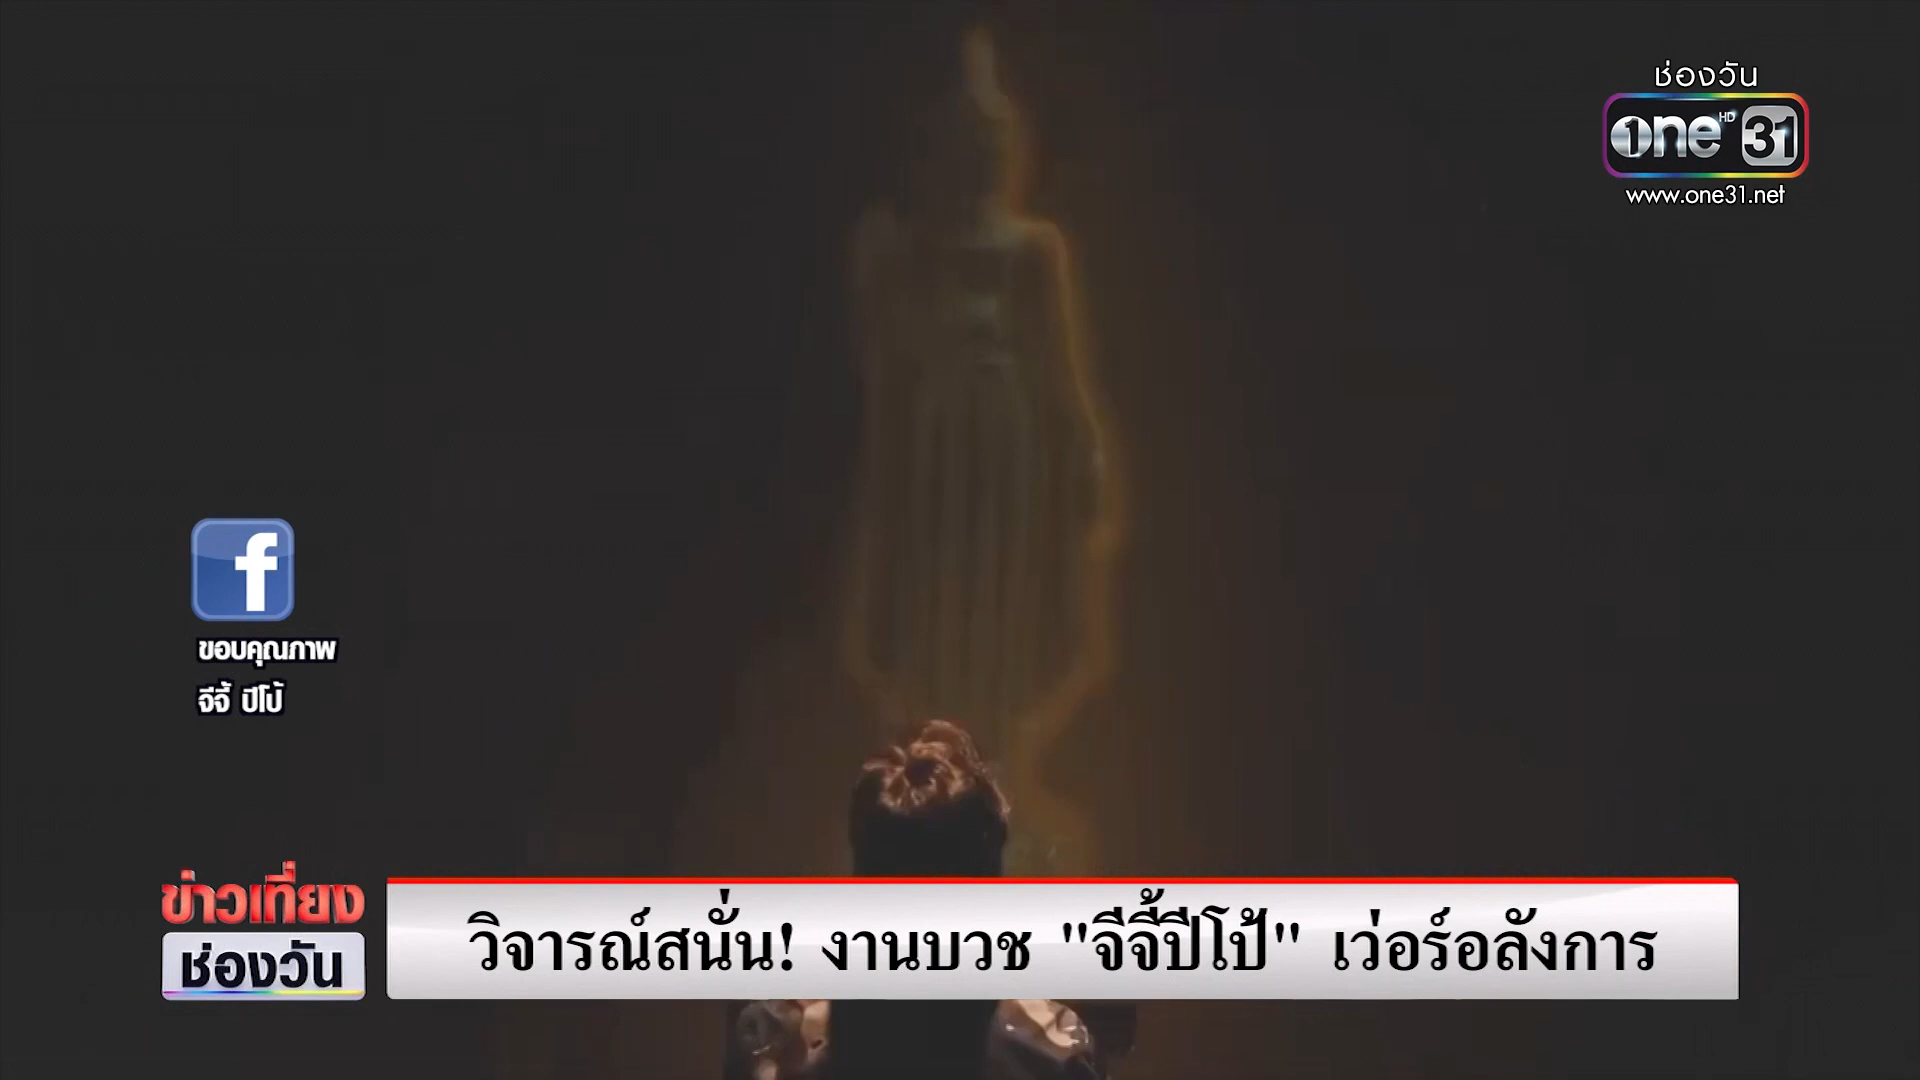 ช่องวัน
one HD 31
www.one31.net
f
ขอบคุณภาพ
จีจี้ ปีโป้
ข่าวเที่ยง
ช่องวัน
วิจารณ์สนั่น! งานบวช "จีจี้ปีโป้" เว่อร์อลังการ